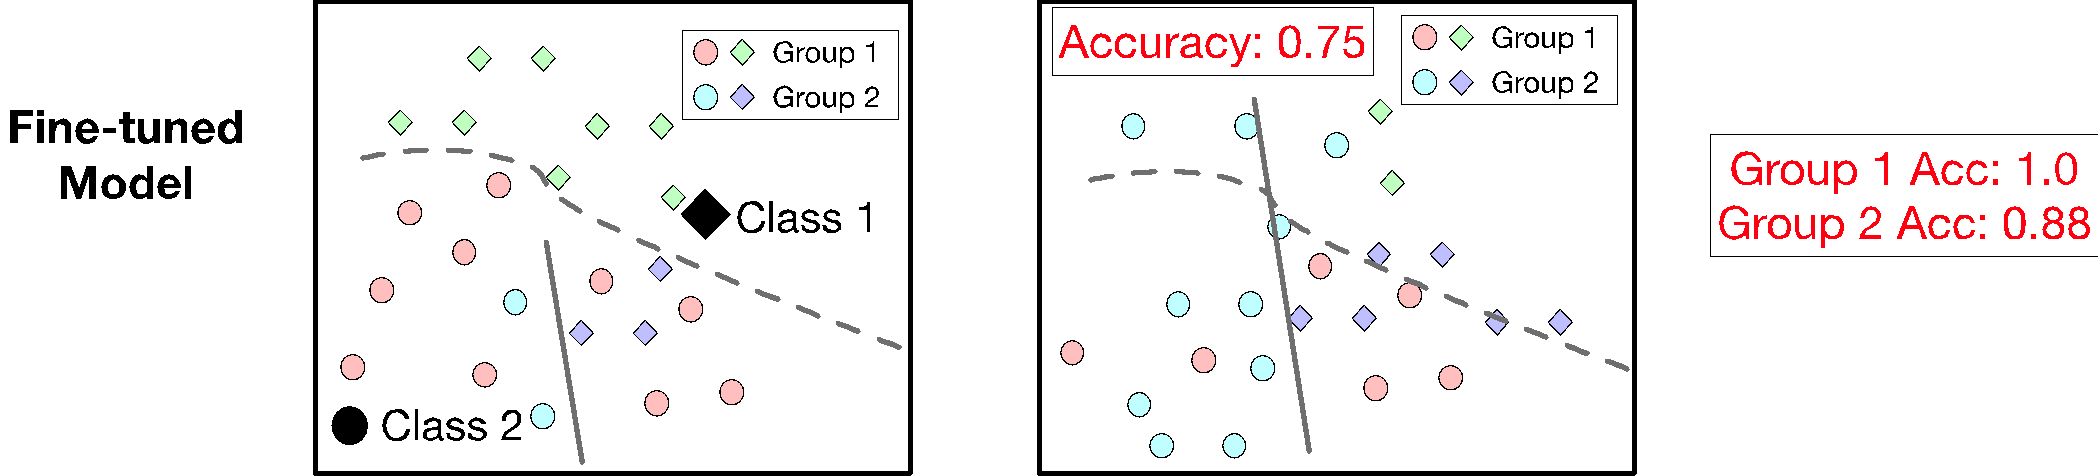 Fine-tuned
Model
Group 1
Group 2
Class 1
Class 2
Accuracy: 0.75
Group 1
Group 2
Group 1 Acc: 1.0
Group 2 Acc: 0.88